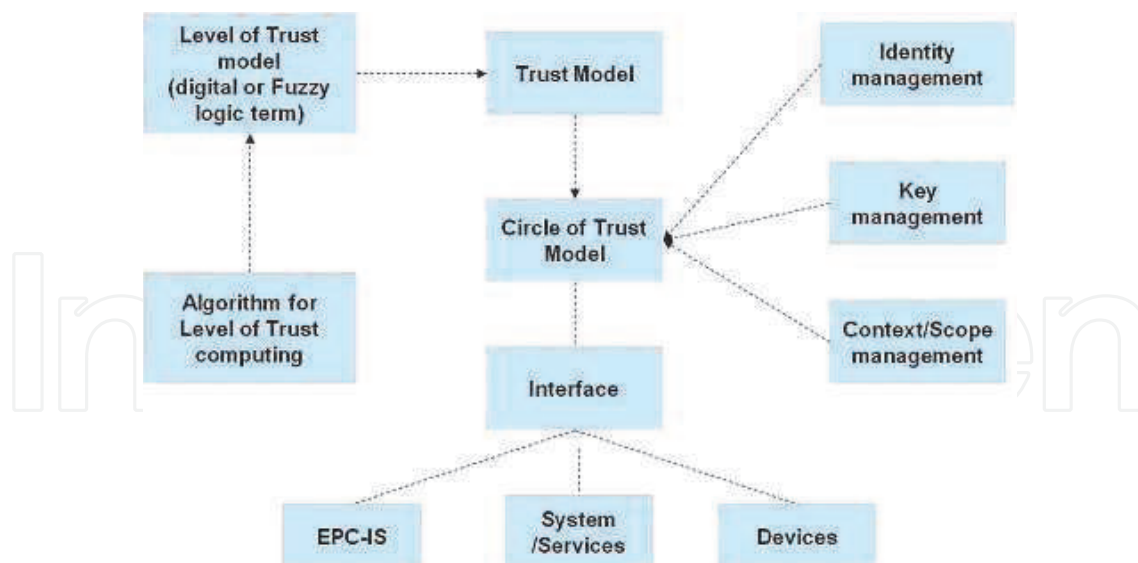 Level of Trust
model
(digital or Fuzzy
logic term)
Trust Model
Identity
management
Key
management
Circle of Trust
Model
Algorithm for
Level of Trust
computing
Context/Scope
management
Interface
EPC-IS
System
/Services
Devices